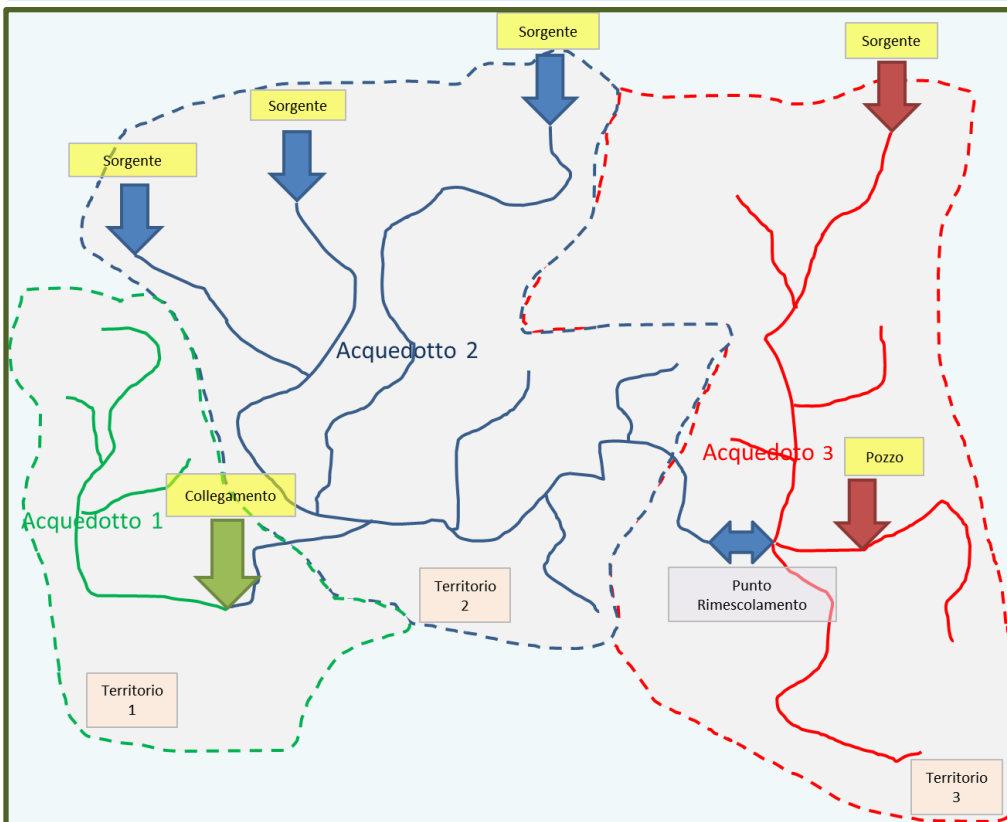 Sorgente
Sorgente
Sorgente
Sorgente
Acquedotto 2
Acquedoto 3
Pozzo
Collegamento
Acquedotto 1
Territorio
2
Punto
Rimescolamento
Territorio
1
Territorio
3